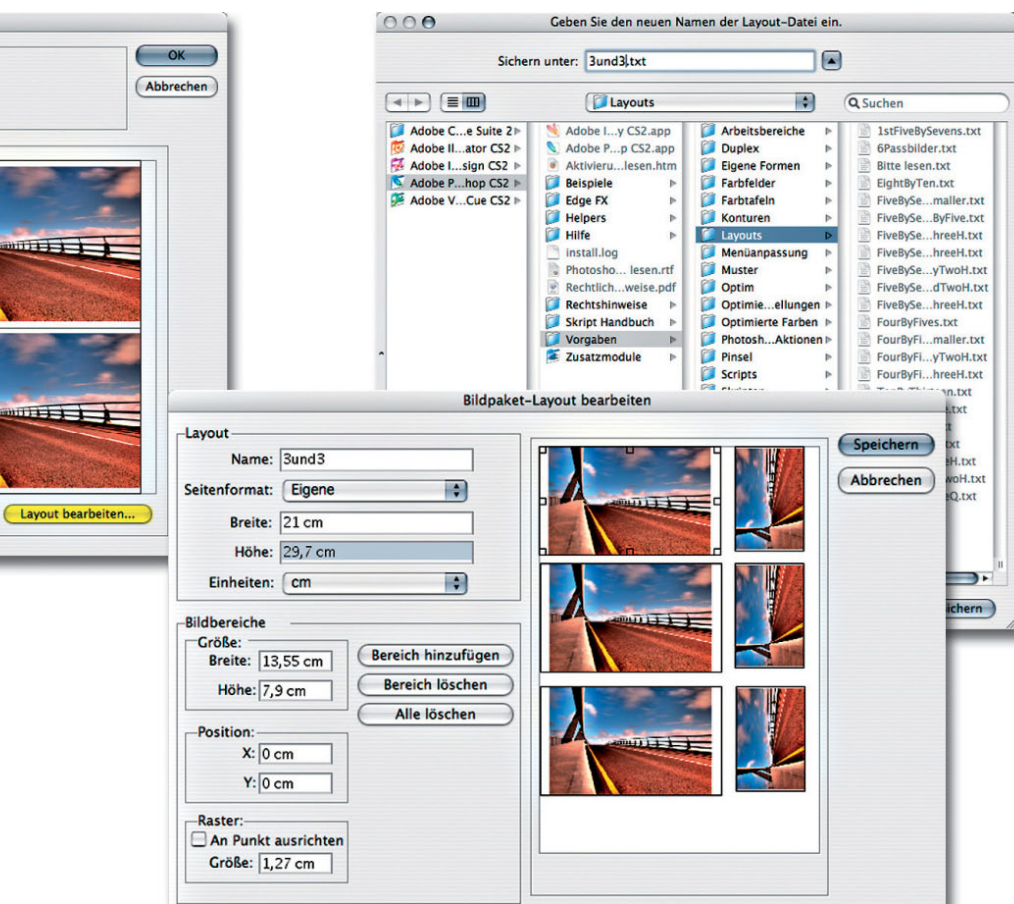 OK
Abbrechen
Layout bearbeiten...
Geben Sie den neuen Namen der Layout-Datei ein.
Sichern unter: 3und3.txt
Layouts
Suchen
Adobe C...e Suite 2
Adobe Il...ator CS2
Adobe I...sign CS2
Adobe P...hop CS2
Adobe V...Cue CS2
Adobe I...y CS2.app
Adobe P...p CS2.app
Aktivieru...lesen.htm
Beispiele
Edge FX
Helpers
Hilfe
install.log
Photosho... lesen.rtf
Rechtlich...weise.pdf
Rechtshinweise
Skript Handbuch
Vorgaben
Zusatzmodule
Arbeitsbereiche
Duplex
Eigene Formen
Farbfelder
Farbtafeln
Konturen
Layouts
Menüanpassung
Muster
Optim
Optimie...ellungen
Optimierte Farben
Photosh...Aktionen
Pinsel
Scripts
1stFiveBySevens.txt
6Passbilder.txt
Bitte lesen.txt
EightByTen.txt
FiveBySe...maller.txt
FiveBySe...ByFive.txt
FiveBySe...hreeH.txt
FiveBySe...hreeH.txt
FiveBySe...yTwoH.txt
FiveBySe...dTwoH.txt
FiveBySe...hreeH.txt
FourByFives.txt
FourByFi...maller.txt
FourByFi...yTwoH.txt
FourByFi...hreeH.txt
Bildpaket-Layout bearbeiten
Layout
Name: 3und3
Seitenformat: Eigene
Breite: 21 cm
Höhe: 29,7 cm
Einheiten: cm
Bildbereiche
Größe:
Breite: 13,55 cm
Höhe: 7,9 cm
Bereich hinzufügen
Bereich löschen
Alle löschen
Position:
X: 0 cm
Y: 0 cm
Raster:
An Punkt ausrichten
Größe: 1,27 cm
Speichern
Abbrechen